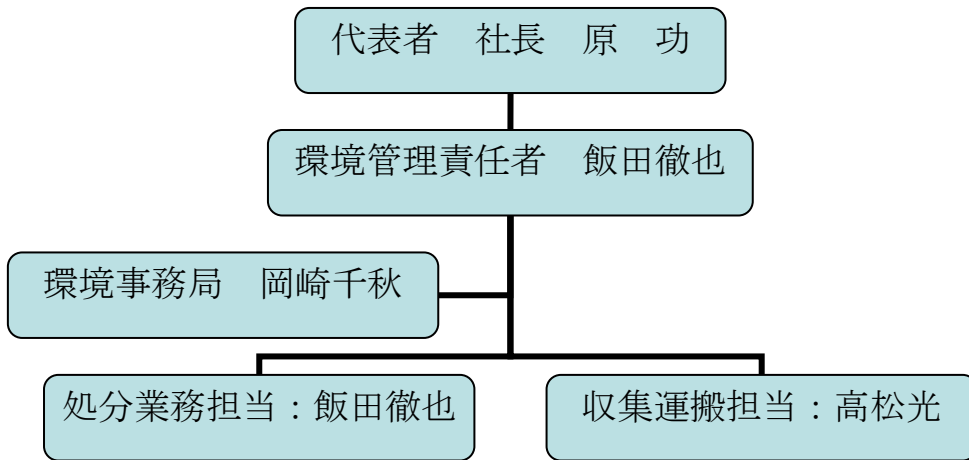 代表者　社長　原　功
環境管理責任者　飯田徹也
環境事務局　岡崎千秋
処分業務担当：飯田徹也
収集運搬担当：高松光